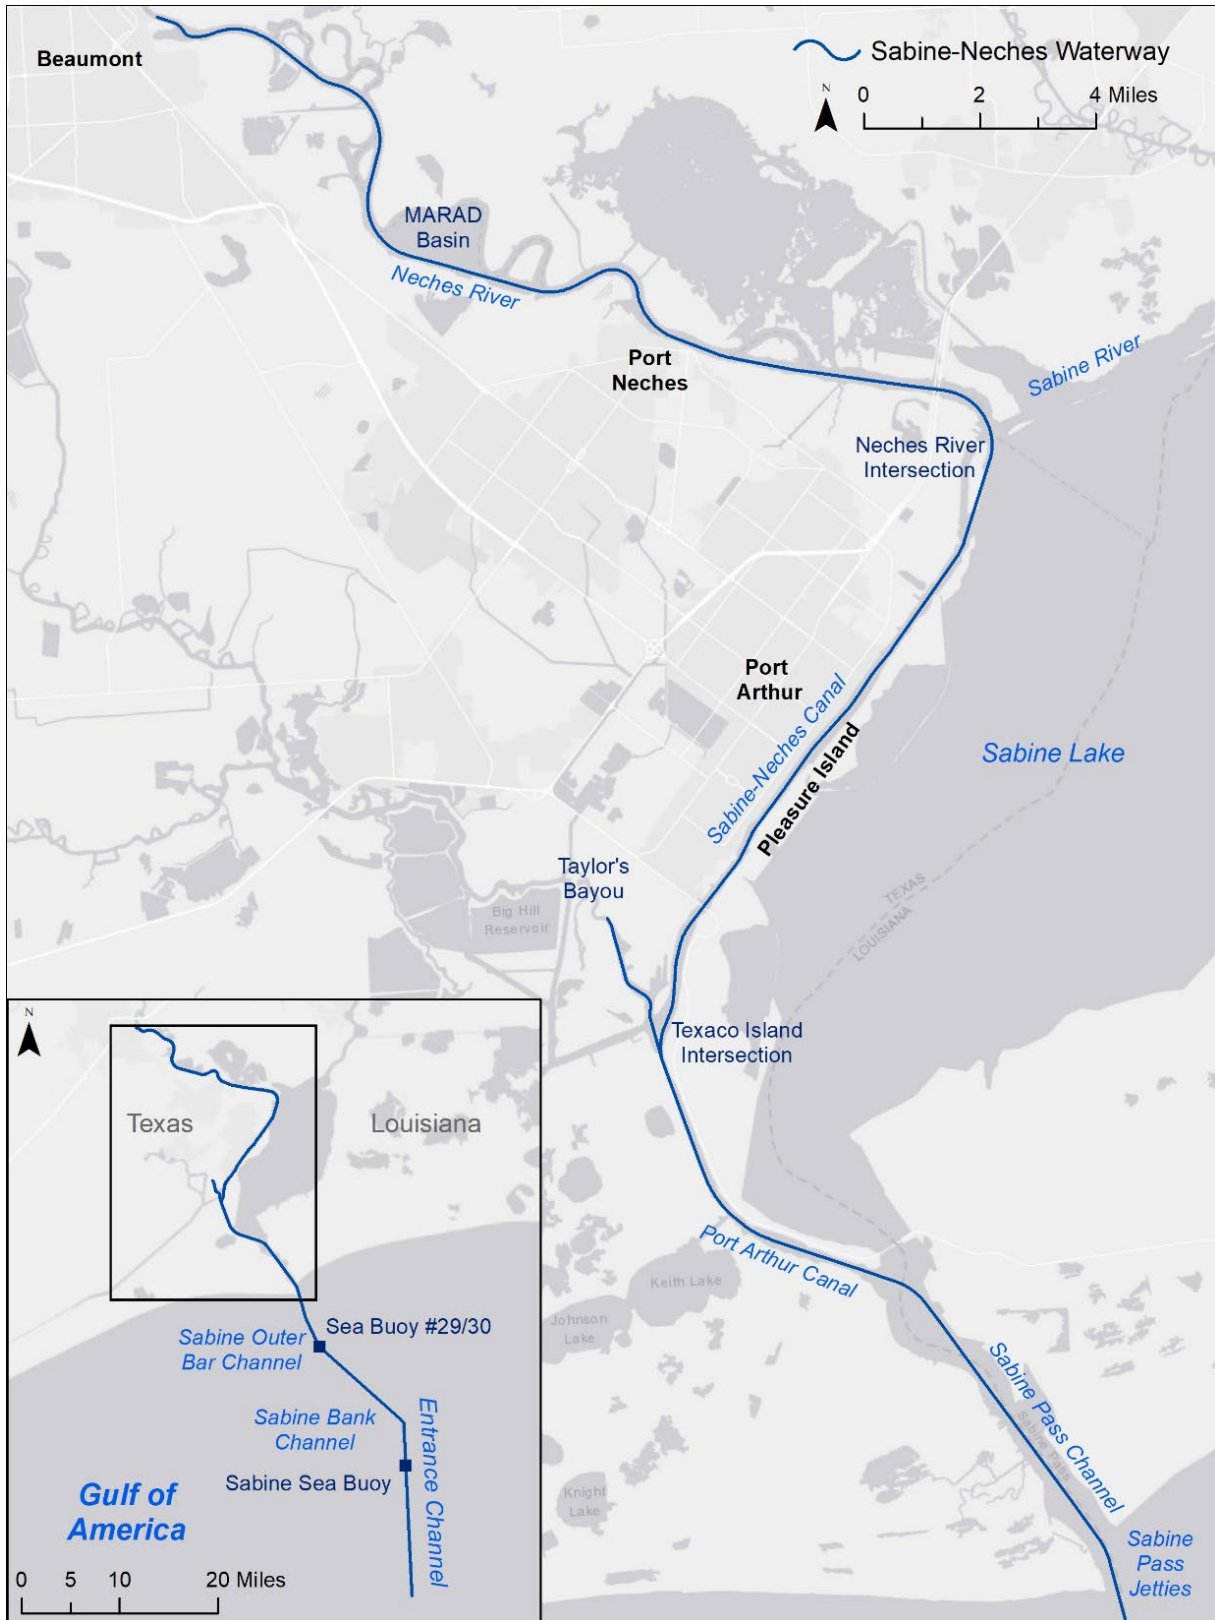 Beaumont
Sabine-Neches Waterway
N
0 2 4 Miles
MARAD
Basin
Neches River
Port
Neches
Sabine River
Neches River
Intersection
Port
Arthur
Sabine-Neches Canal
Pleasure Island
Sabine Lake
Taylor's
Bayou
Big Hill
Reservoir
TEXAS
LOUISIANA
Texaco Island
Intersection
Port Arthur Canal
Keith Lake
Johnson
Lake
Sabine Pass Channel
Sabine Pass
Knight
Lake
Sabine
Pass
Jetties
N
Texas
Louisiana
Sea Buoy #29/30
Sabine Outer
Bar Channel
Sabine Bank
Channel
Entrance Channel
Sabine Sea Buoy
Gulf of
America
0 5 10 20 Miles